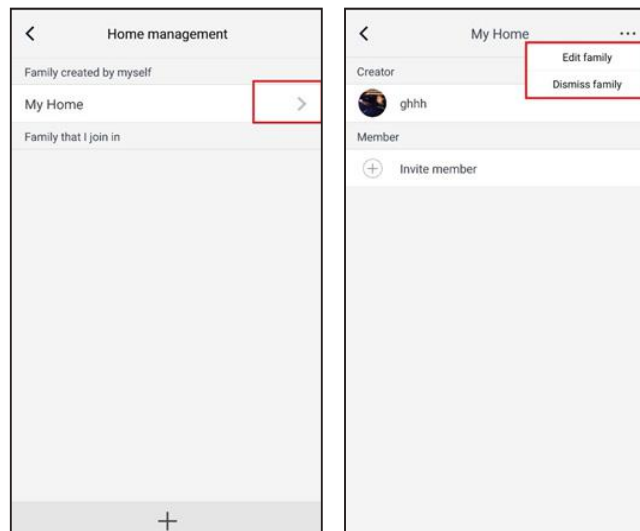 Home management
Family created by myself
My Home
Family that I join in
My Home
Edit family
Dismiss family
Creator
ghhh
Member
Invite member